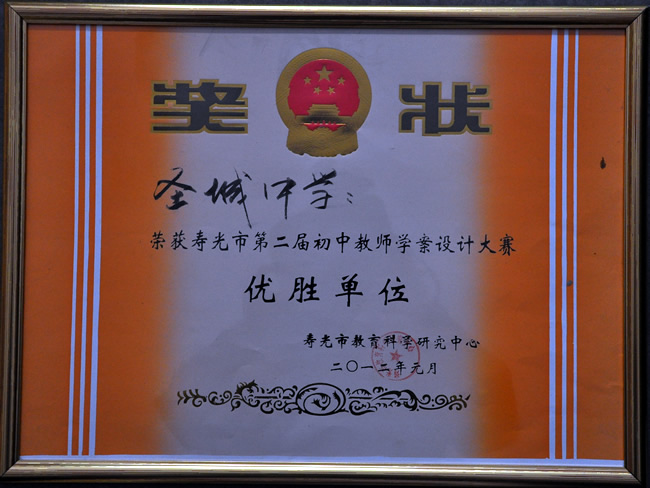 奖状
圣城中学：
荣获寿光市第二届初中教师学案设计大赛
优胜单位
寿光市教育科学研究中心
二〇一二年元月